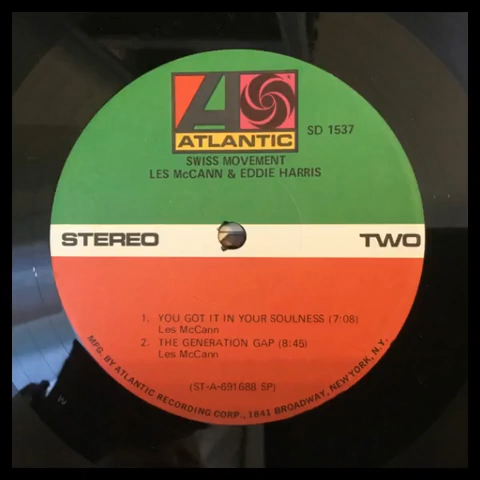 ATLANTIC
SD 1537
SWISS MOVEMENT
LES McCANN & EDDIE HARRIS
STEREO
TWO
1. YOU GOT IT IN YOUR SOULNESS (7:08)
Les McCann
2. THE GENERATION GAP (8:45)
Les McCann
(ST-A-691688 SP)
MFG. BY ATLANTIC RECORDING CORP., 1841 BROADWAY, NEW YORK, N.Y.
W